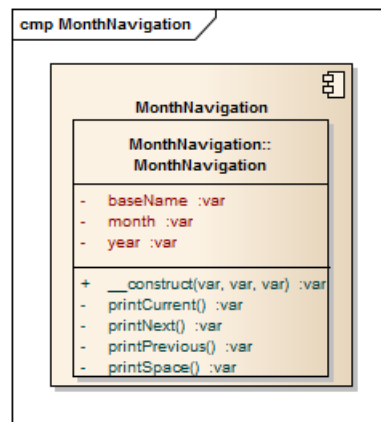 cmp MonthNavigation
MonthNavigation
MonthNavigation::
MonthNavigation
- baseName :var
- month :var
- year :var
+ __construct(var, var, var) :var
- printCurrent() :var
- printNext() :var
- printPrevious() :var
- printSpace() :var